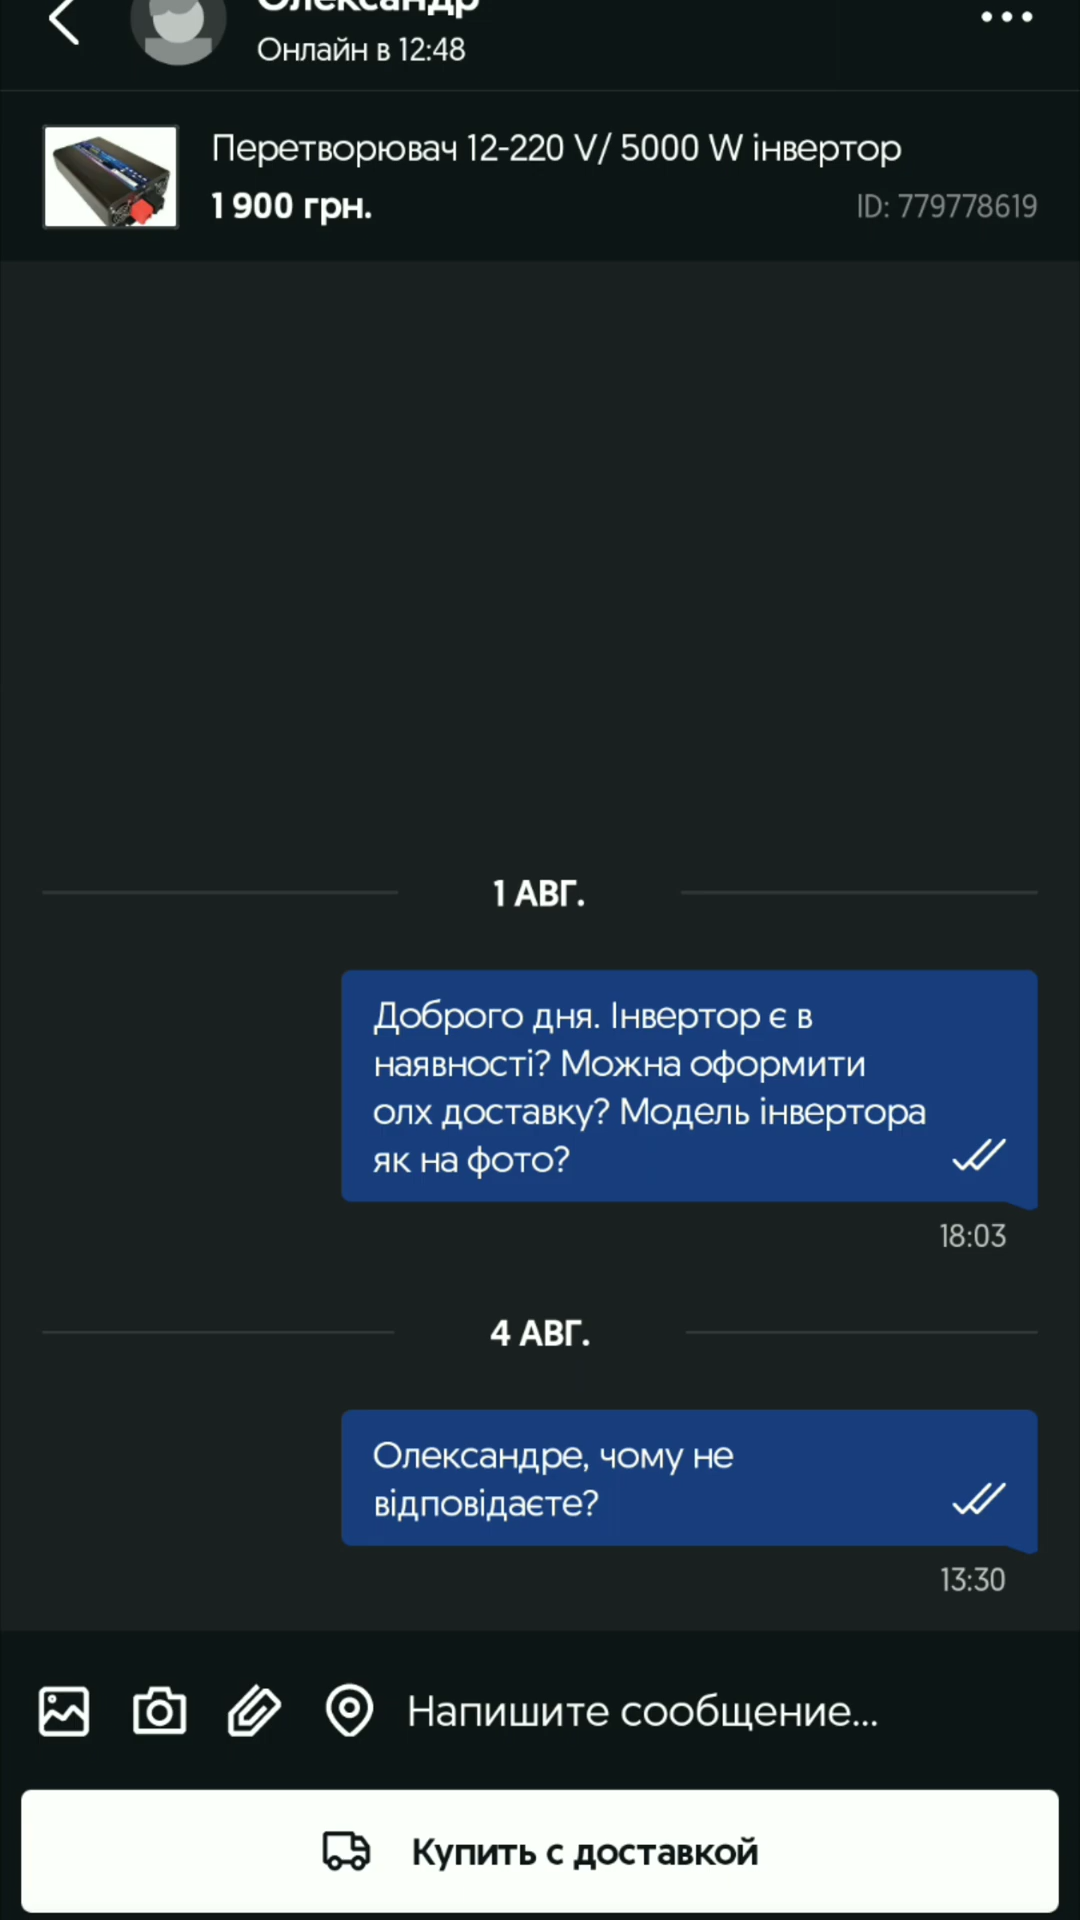 Олександр
Онлайн в 12:48
Перетворювач 12-220 V/ 5000 W інвертор
1 900 грн.
ID: 779778619
1 АВГ.
Доброго дня. Інвертор є в
наявності? Можна оформити
олх доставку? Модель інвертора
як на фото?
18:03
4 АВГ.
Олександре, чому не
відповідаєте?
13:30
Напишите сообщение...
Купить с доставкой